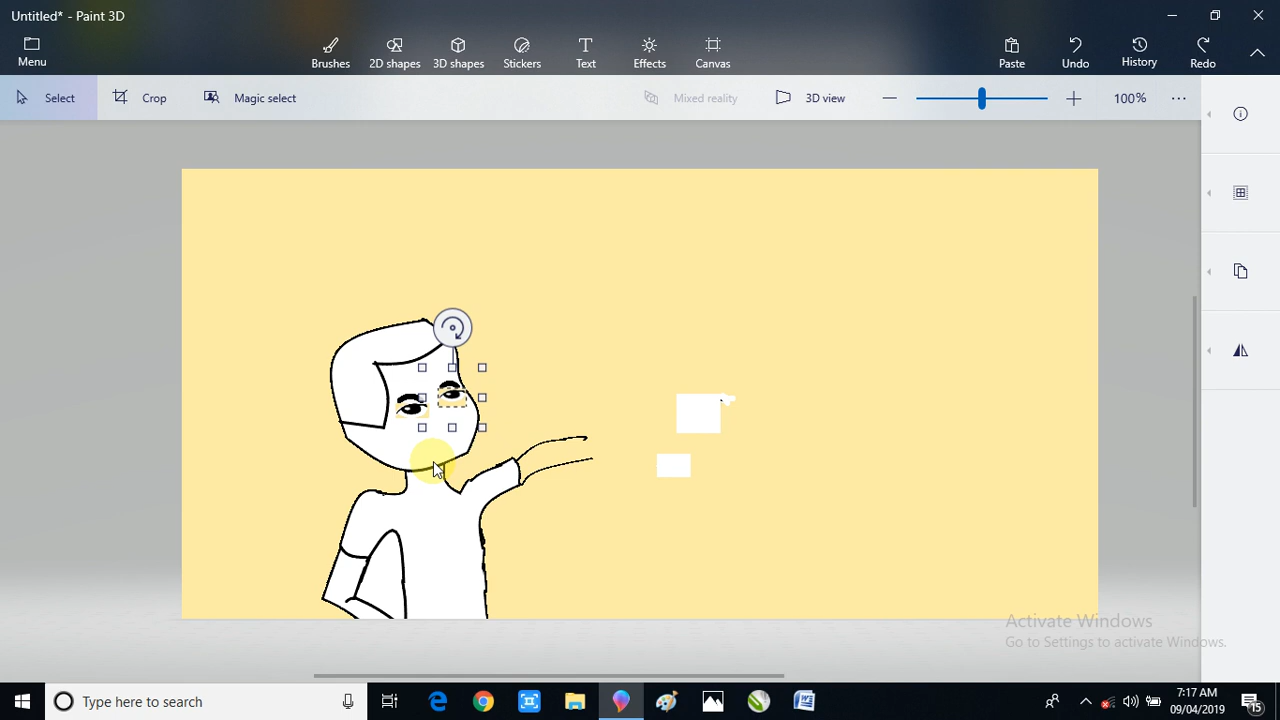 Untitled* - Paint 3D
Menu
Brushes
2D shapes
3D shapes
Stickers
Text
Effects
Canvas
Paste
Undo
History
Redo
Select
Crop
Magic select
Mixed reality
3D view
100%
Activate Windows
Go to Settings to activate Windows.
Type here to search
7:17 AM
09/04/2019
15